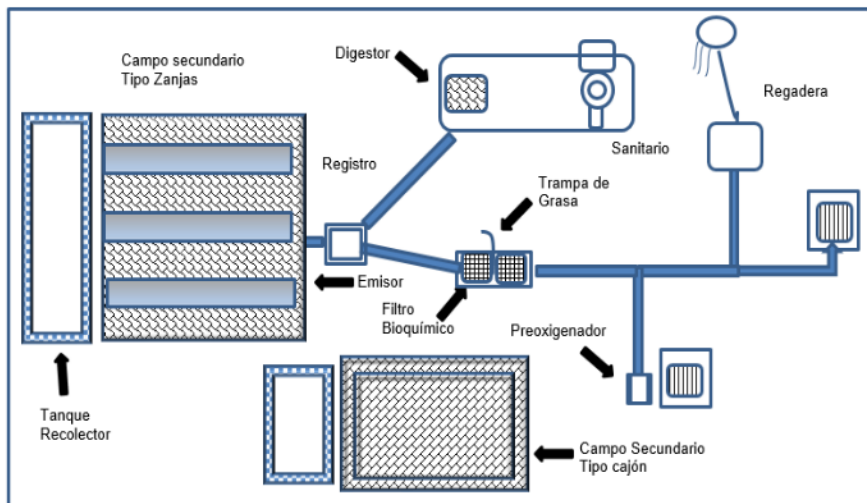 Campo secundario
Tipo Zanjas
Digestor
Regadera
Registro
Sanitario
Trampa de
Grasa
Emisor
Filtro
Bioquímico
Preoxigenador
Tanque
Recolector
Campo Secundario
Tipo cajón